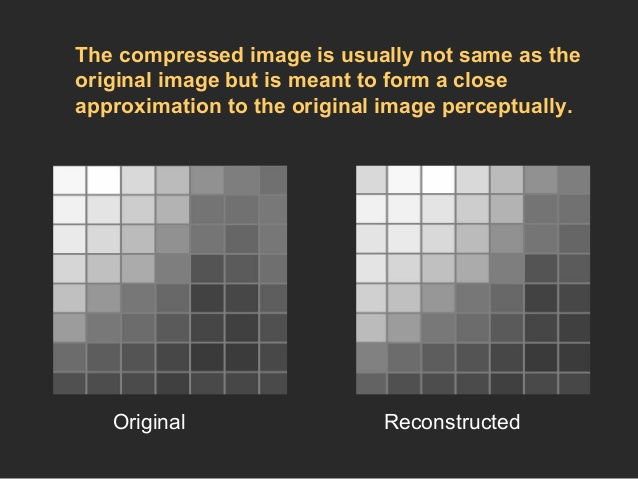 The compressed image is usually not same as the
original image but is meant to form a close
approximation to the original image perceptually.
Original
Reconstructed